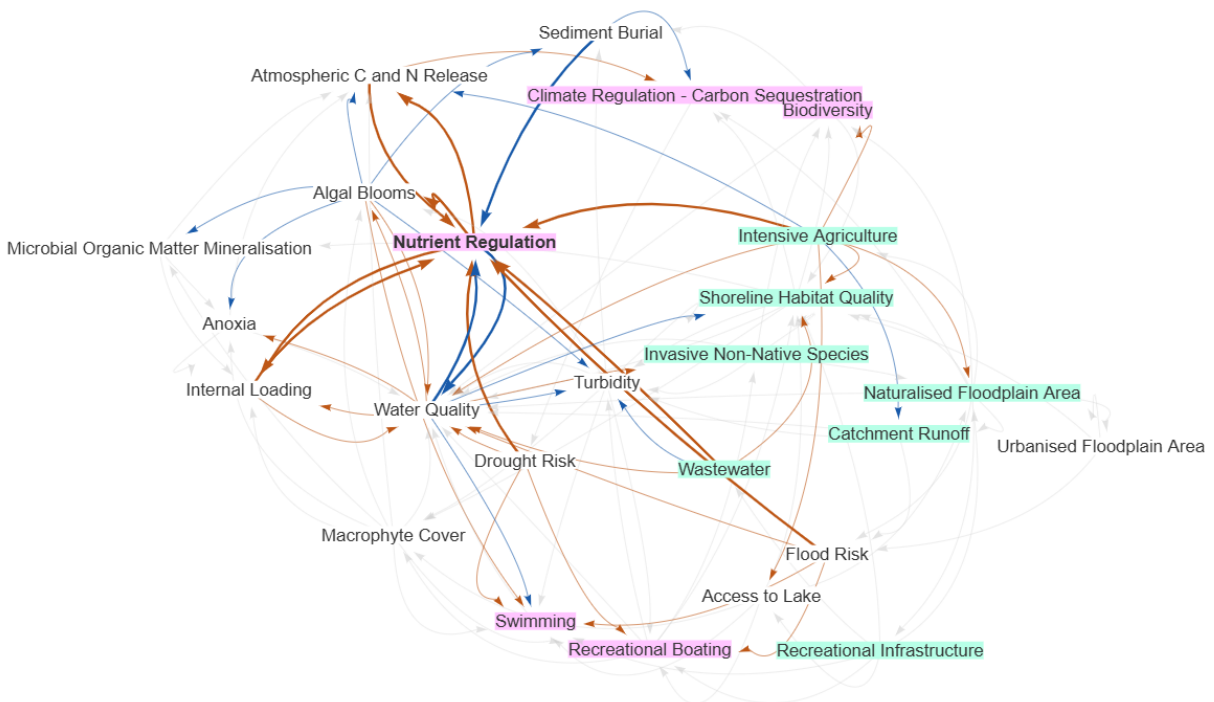 Sediment Burial
Atmospheric C and N Release
Climate Regulation - Carbon Sequestration
Biodiversity
Algal Blooms
Nutrient Regulation
Intensive Agriculture
Microbial Organic Matter Mineralisation
Shoreline Habitat Quality
Anoxia
Invasive Non-Native Species
Internal Loading
Turbidity
Naturalised Floodplain Area
Water Quality
Catchment Runoff
Urbanised Floodplain Area
Drought Risk
Wastewater
Macrophyte Cover
Flood Risk
Access to Lake
Swimming
Recreational Boating
Recreational Infrastructure